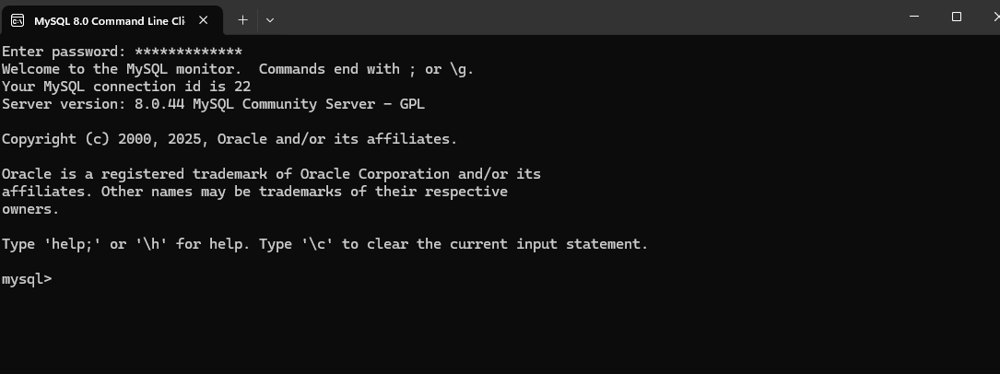 MySQL 8.0 Command Line Cli
Enter password: *************
Welcome to the MySQL monitor.  Commands end with ; or \g.
Your MySQL connection id is 22
Server version: 8.0.44 MySQL Community Server - GPL
Copyright (c) 2000, 2025, Oracle and/or its affiliates.
Oracle is a registered trademark of Oracle Corporation and/or its
affiliates. Other names may be trademarks of their respective
owners.
Type 'help;' or '\h' for help. Type '\c' to clear the current input statement.
mysql>